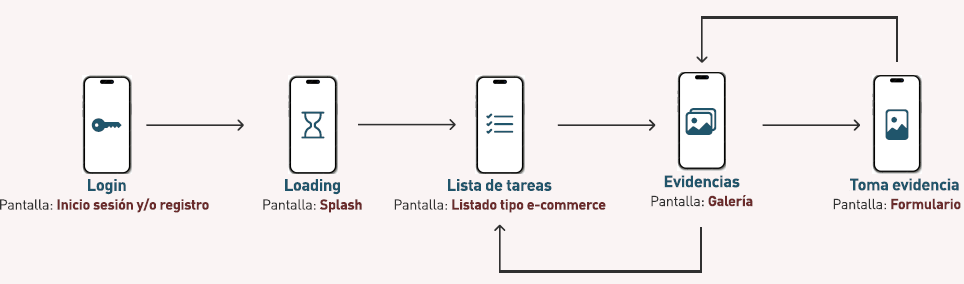 Login
Pantalla: Inicio sesión y/o registro
Loading
Pantalla: Splash
Lista de tareas
Pantalla: Listado tipo e-commerce
Evidencias
Pantalla: Galería
Toma evidencia
Pantalla: Formulario